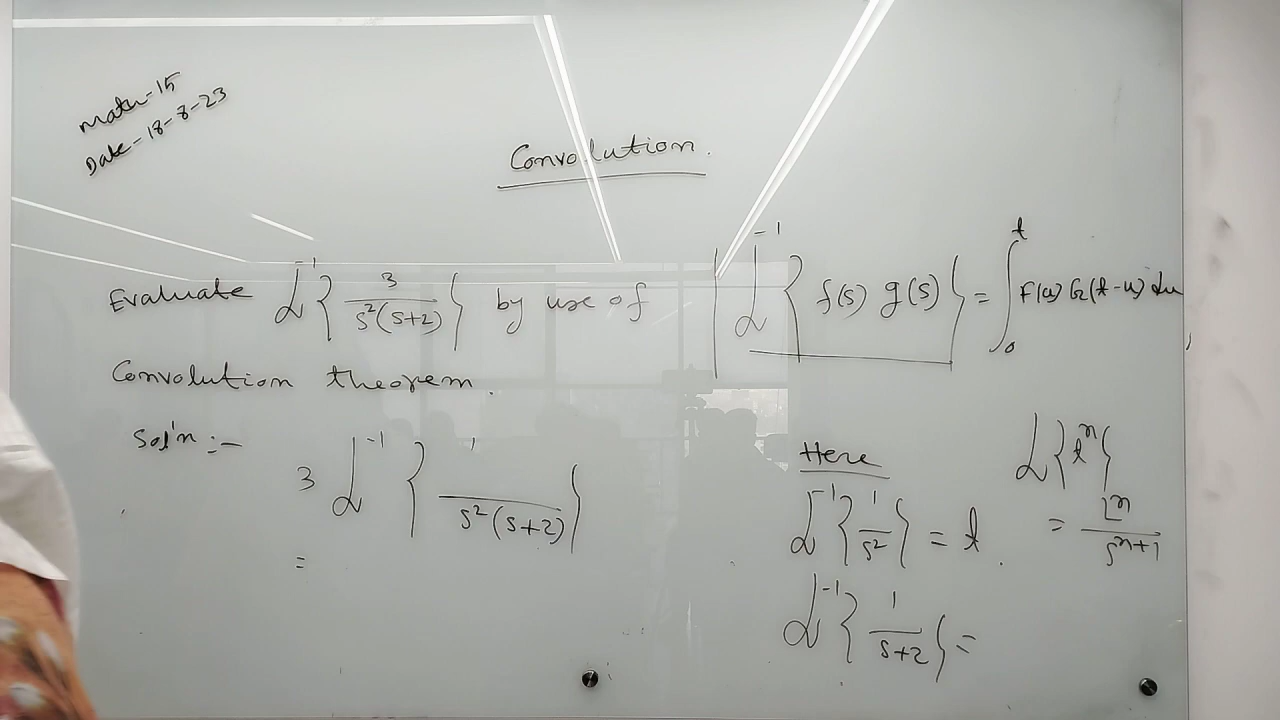 Math-15
Date-18-8-23
Convolution.
Evaluate ℒ⁻¹{ 3 / s²(s+2) } by use of
Convolution theorem.
ℒ⁻¹{ f(s) g(s) } = ∫₀ᵗ F(u) G(t-u) du
Sol'n :-
3 ℒ⁻¹{ 1 / s²(s+2) }
=
Here
ℒ⁻¹{ 1 / s² } = t.
ℒ⁻¹{ 1 / s+2 } =
ℒ{tⁿ}
= ∟n / sⁿ⁺¹